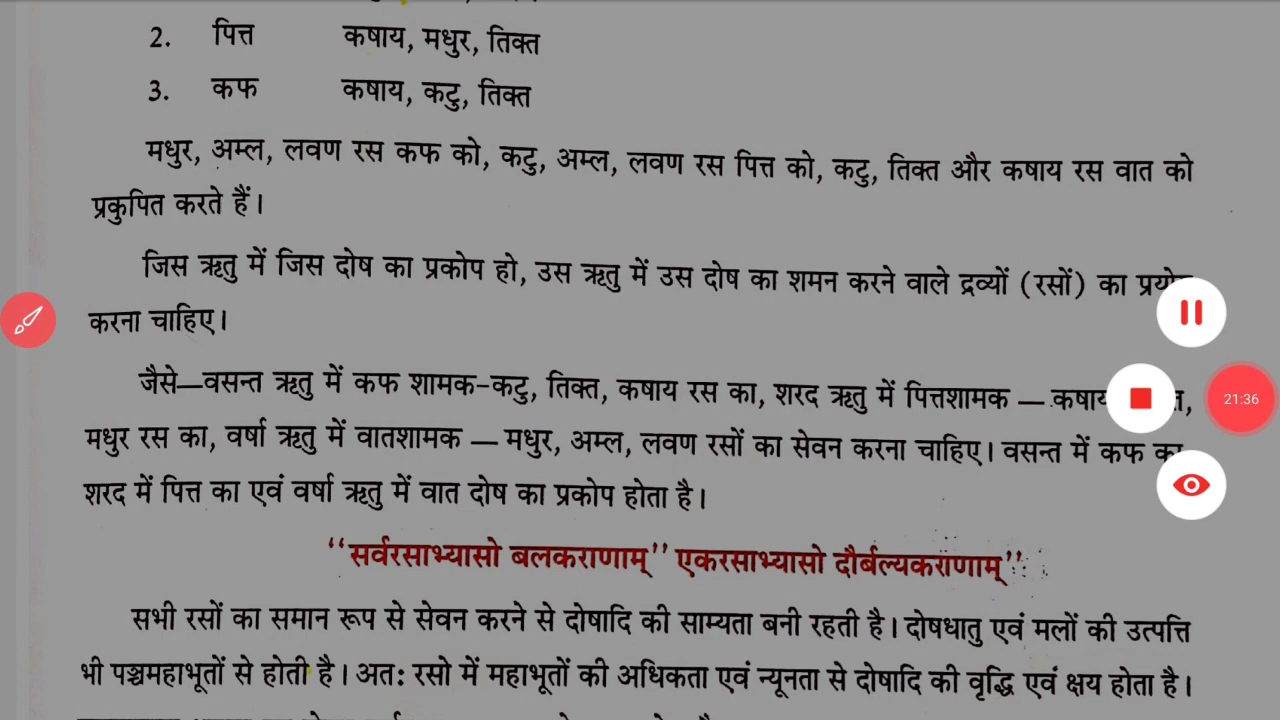 2. पित्त कषाय, मधुर, तिक्त
3. कफ कषाय, कटु, तिक्त
मधुर, अम्ल, लवण रस कफ को, कटु, अम्ल, लवण रस पित्त को, कटु, तिक्त और कषाय रस वात को
प्रकुपित करते हैं।
जिस ऋतु में जिस दोष का प्रकोप हो, उस ऋतु में उस दोष का शमन करने वाले द्रव्यों (रसों) का
करना चाहिए।
जैसे—वसन्त ऋतु में कफ शामक-कटु, तिक्त, कषाय रस का, शरद ऋतु में पित्तशामक — कषाय
21:36
मधुर रस का, वर्षा ऋतु में वातशामक — मधुर, अम्ल, लवण रसों का सेवन करना चाहिए। वसन्त में कफ का
शरद में पित्त का एवं वर्षा ऋतु में वात दोष का प्रकोप होता है।
“सर्वरसाभ्यासो बलकराणाम्” एकरसाभ्यासो दौर्बल्यकराणाम्”
सभी रसों का समान रूप से सेवन करने से दोषादि की साम्यता बनी रहती है। दोषधातु एवं मलों की उत्पत्ति
भी पञ्चमहाभूतों से होती है। अत: रसो में महाभूतों की अधिकता एवं न्यूनता से दोषादि की वृद्धि एवं क्षय होता है।